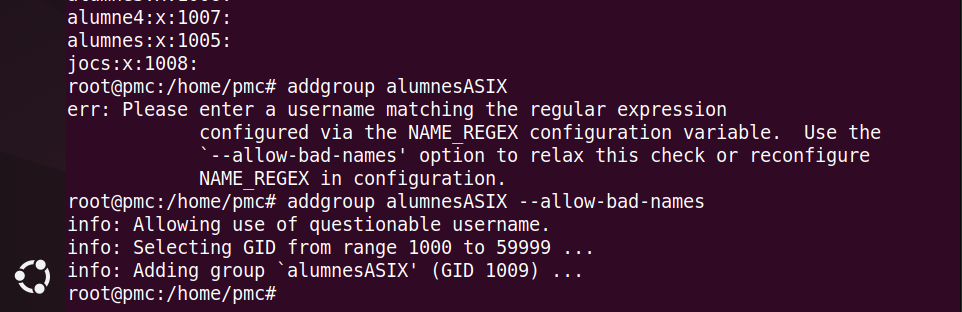 alumne4:x:1007:
alumnes:x:1005:
jocs:x:1008:
root@pmc:/home/pmc# addgroup alumnesASIX
err: Please enter a username matching the regular expression
            configured via the NAME_REGEX configuration variable.  Use the
            `--allow-bad-names' option to relax this check or reconfigure
            NAME_REGEX in configuration.
root@pmc:/home/pmc# addgroup alumnesASIX --allow-bad-names
info: Allowing use of questionable username.
info: Selecting GID from range 1000 to 59999 ...
info: Adding group `alumnesASIX' (GID 1009) ...
root@pmc:/home/pmc#